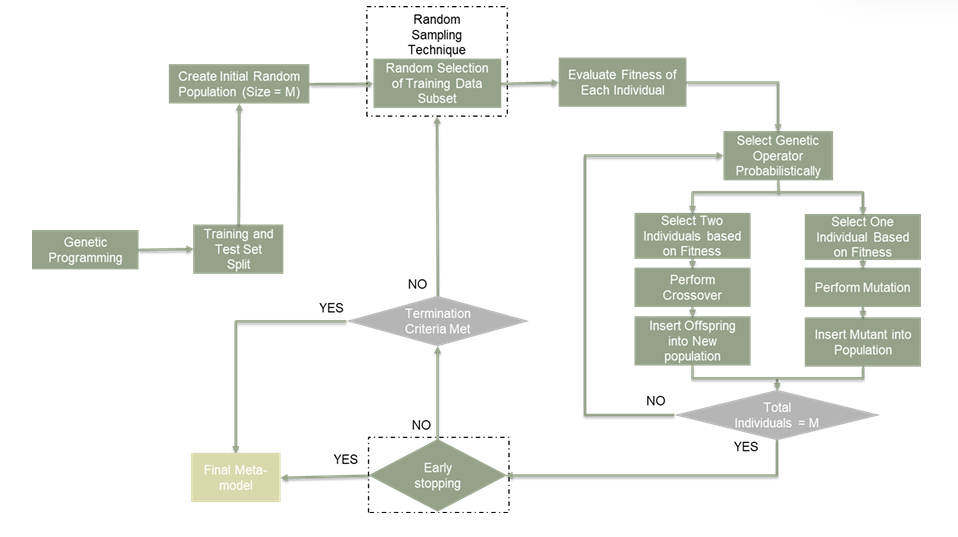 Random
Sampling
Technique
Random Selection
of Training Data
Subset
Create Initial Random
Population (Size = M)
Evaluate Fitness of
Each Individual
Select Genetic
Operator
Probabilistically
Genetic
Programming
Training and
Test Set
Split
Select Two
Individuals based
on Fitness
Select One
Individual Based
on Fitness
Perform
Crossover
Perform Mutation
Insert Offspring
into New
population
Insert Mutant into
Population
NO
YES
Termination
Criteria Met
NO
Total
Individuals = M
YES
NO
YES
Early
stopping
Final Meta-
model